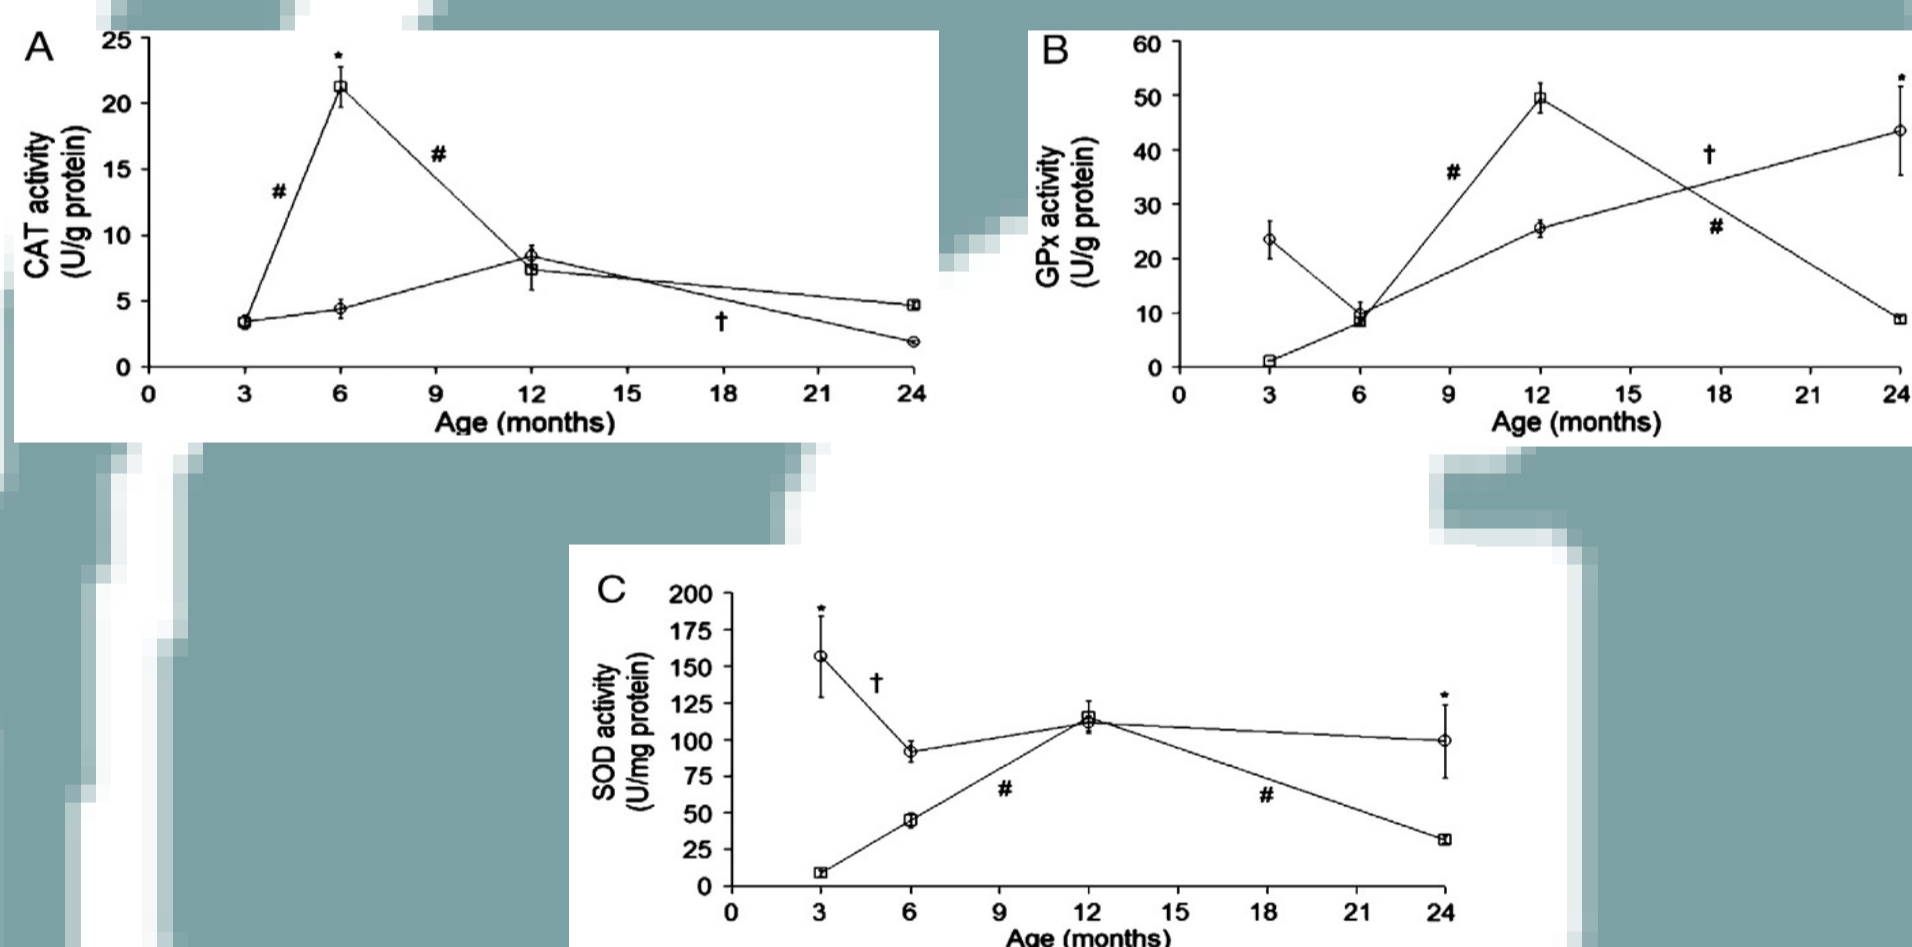 A
25
20
15
10
5
0
CAT activity
(U/g protein)
*
#
#
†
0 3 6 9 12 15 18 21 24
Age (months)
B
60
50
40
30
20
10
0
GPx activity
(U/g protein)
*
#
†
#
0 3 6 9 12 15 18 21 24
Age (months)
C
200
175
150
125
100
75
50
25
0
SOD activity
(U/mg protein)
*
†
#
#
*
0 3 6 9 12 15 18 21 24
Age (months)